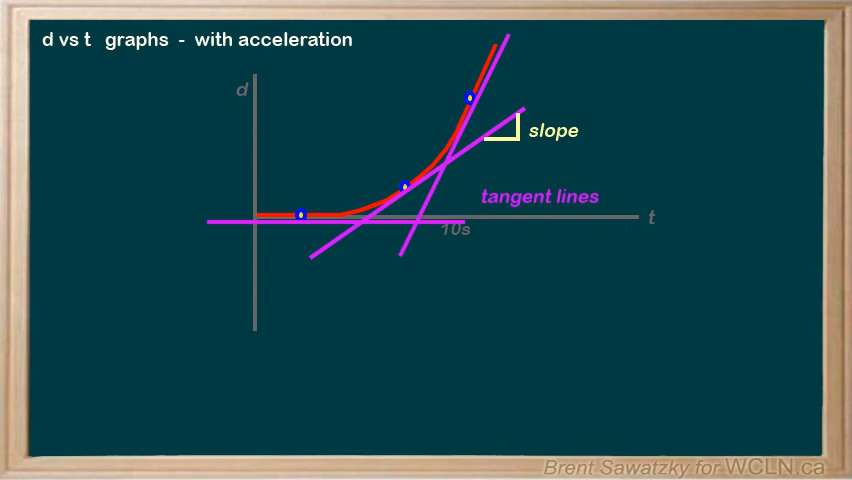 d vs t graphs - with acceleration
d
slope
tangent lines
t
10s
Brent Sawatzky for WCLN.ca